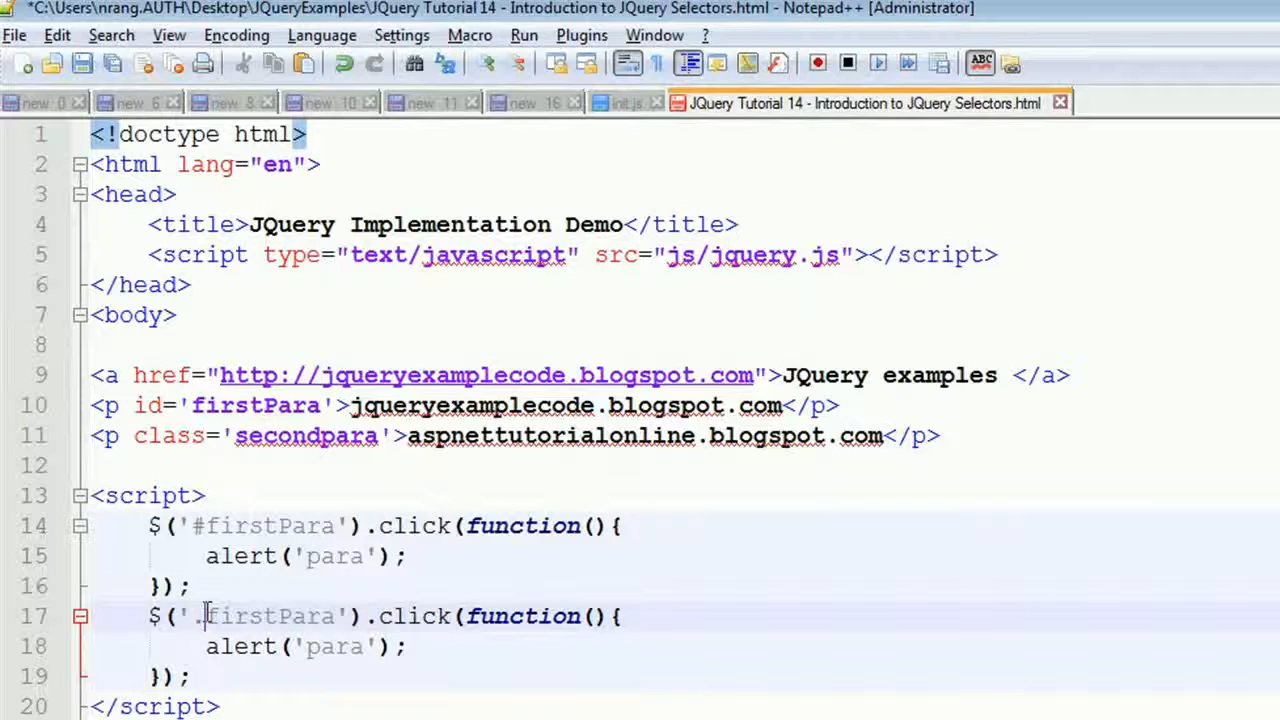 *C:\Users\nrang.AUTH\Desktop\JQueryExamples\JQuery Tutorial 14 - Introduction to JQuery Selectors.html - Notepad++ [Administrator]
File Edit Search View Encoding Language Settings Macro Run Plugins Window ?
ABC
new 0 new 6 new 8 new 10 new 11 new 16 init.js JQuery Tutorial 14 - Introduction to JQuery Selectors.html
1 <!doctype html>
2 <html lang="en">
3 <head>
4 <title>JQuery Implementation Demo</title>
5 <script type="text/javascript" src="js/jquery.js"></script>
6 </head>
7 <body>
8
9 <a href="http://jqueryexamplecode.blogspot.com">JQuery examples </a>
10 <p id='firstPara'>jqueryexamplecode.blogspot.com</p>
11 <p class='secondpara'>aspnettutorialonline.blogspot.com</p>
12
13 <script>
14 $('#firstPara').click(function(){
15 alert('para');
16 });
17 $('.firstPara').click(function(){
18 alert('para');
19 });
20 </script>